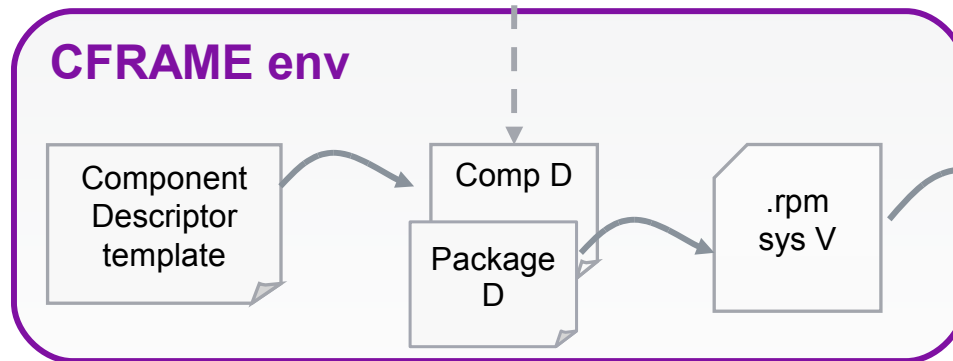 CFRAME env
Component
Descriptor
template
Comp D
Package
D
.rpm
sys V